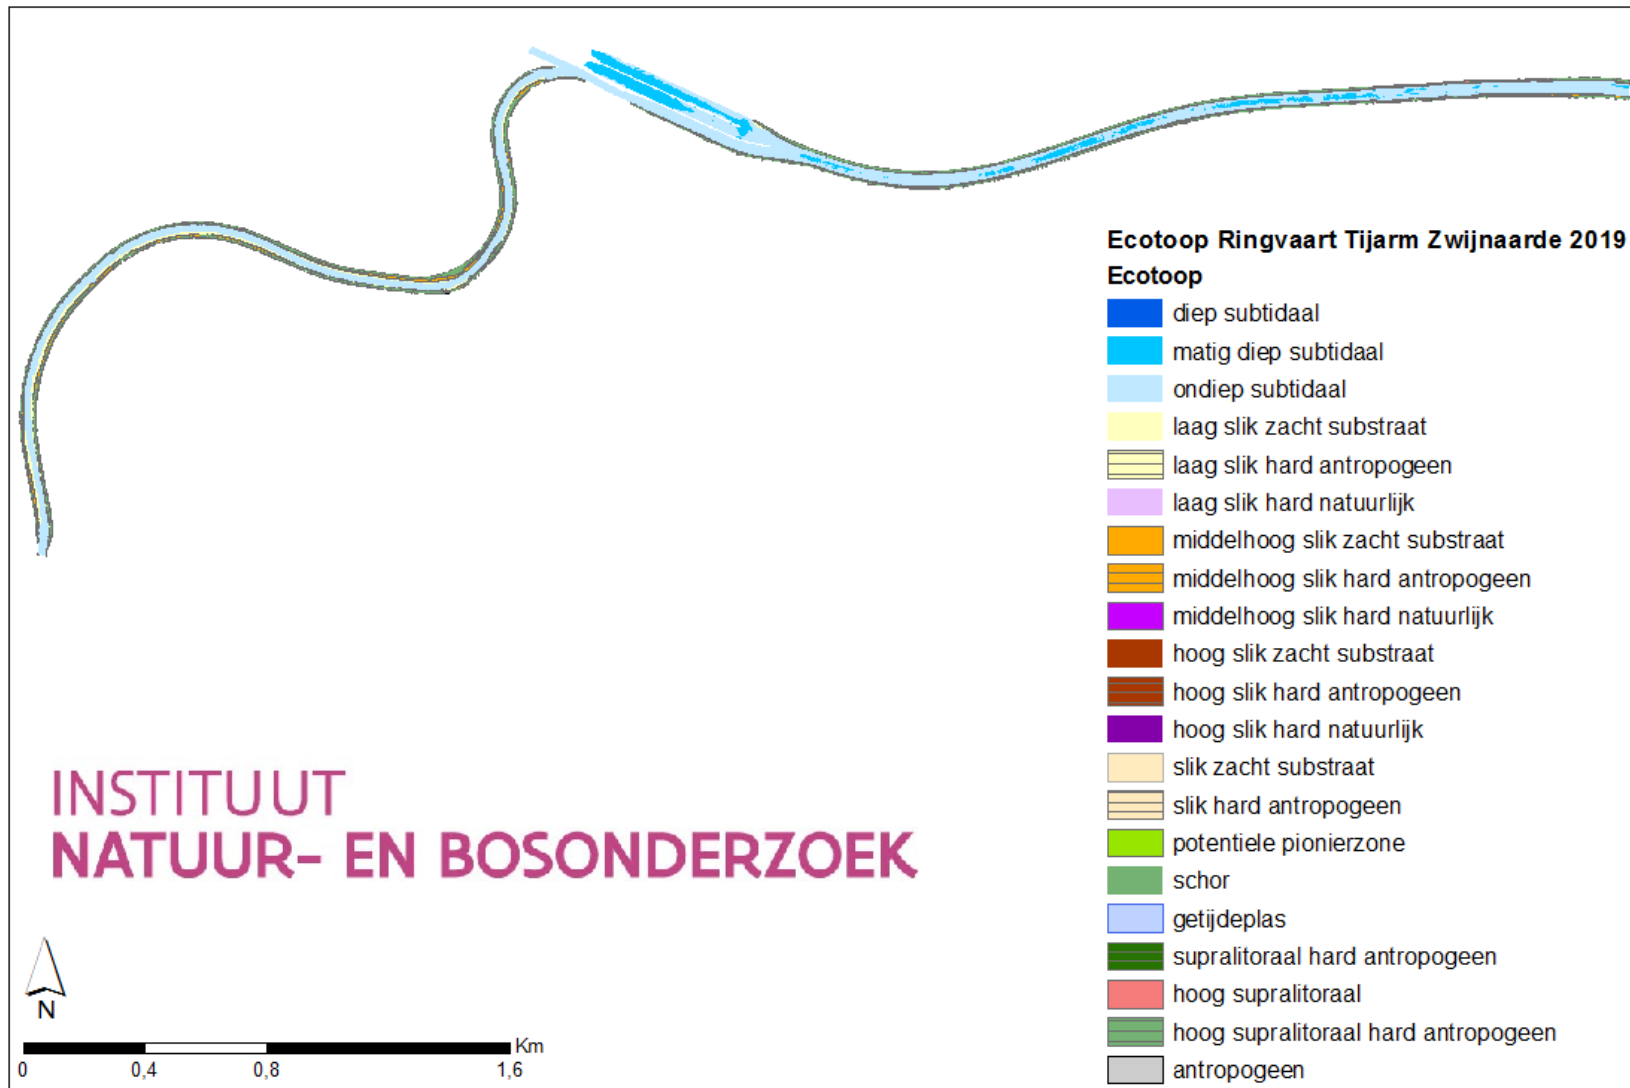 Ecotoop Ringvaart Tijarm Zwijnaarde 2019
Ecotoop
diep subtidaal
matig diep subtidaal
ondiep subtidaal
laag slik zacht substraat
laag slik hard antropogeen
laag slik hard natuurlijk
middelhoog slik zacht substraat
middelhoog slik hard antropogeen
middelhoog slik hard natuurlijk
hoog slik zacht substraat
hoog slik hard antropogeen
hoog slik hard natuurlijk
slik zacht substraat
slik hard antropogeen
potentiele pionierzone
schor
getijdeplas
supralitoraal hard antropogeen
hoog supralitoraal
hoog supralitoraal hard antropogeen
antropogeen
INSTITUUT
NATUUR- EN BOSONDERZOEK
N
Km
0 0,4 0,8 1,6